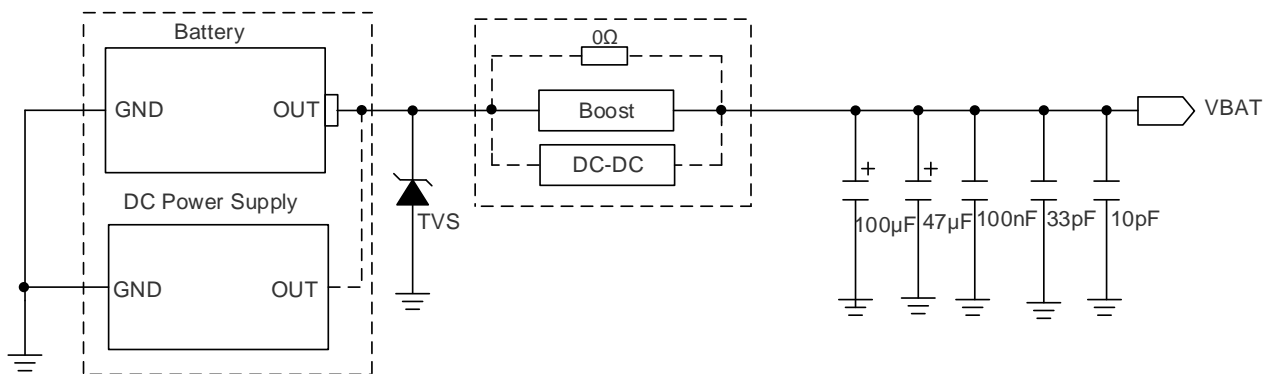 Battery
GND OUT
DC Power Supply
GND OUT
TVS
0Ω
Boost
DC-DC
VBAT
+ +
100µF 47µF 100nF 33pF 10pF